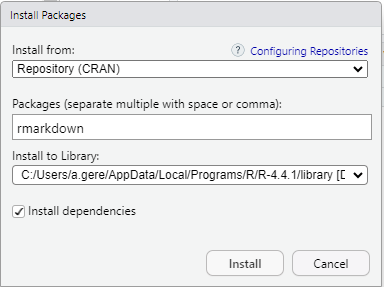 Install Packages
Install from:
? Configuring Repositories
Repository (CRAN)
Packages (separate multiple with space or comma):
rmarkdown
Install to Library:
C:/Users/a.gere/AppData/Local/Programs/R/R-4.4.1/library [D
Install dependencies
Install
Cancel